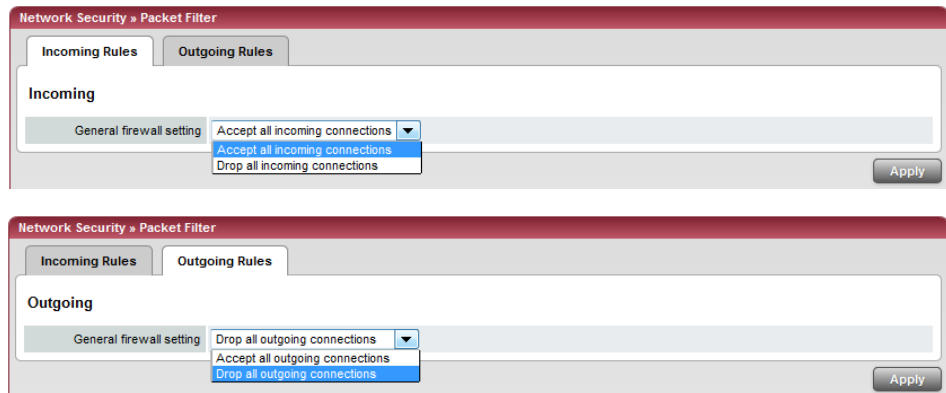 Network Security » Packet Filter
Incoming Rules Outgoing Rules
Incoming
General firewall setting Accept all incoming connections
Accept all incoming connections
Drop all incoming connections
Apply
Network Security » Packet Filter
Incoming Rules Outgoing Rules
Outgoing
General firewall setting Drop all outgoing connections
Accept all outgoing connections
Drop all outgoing connections
Apply